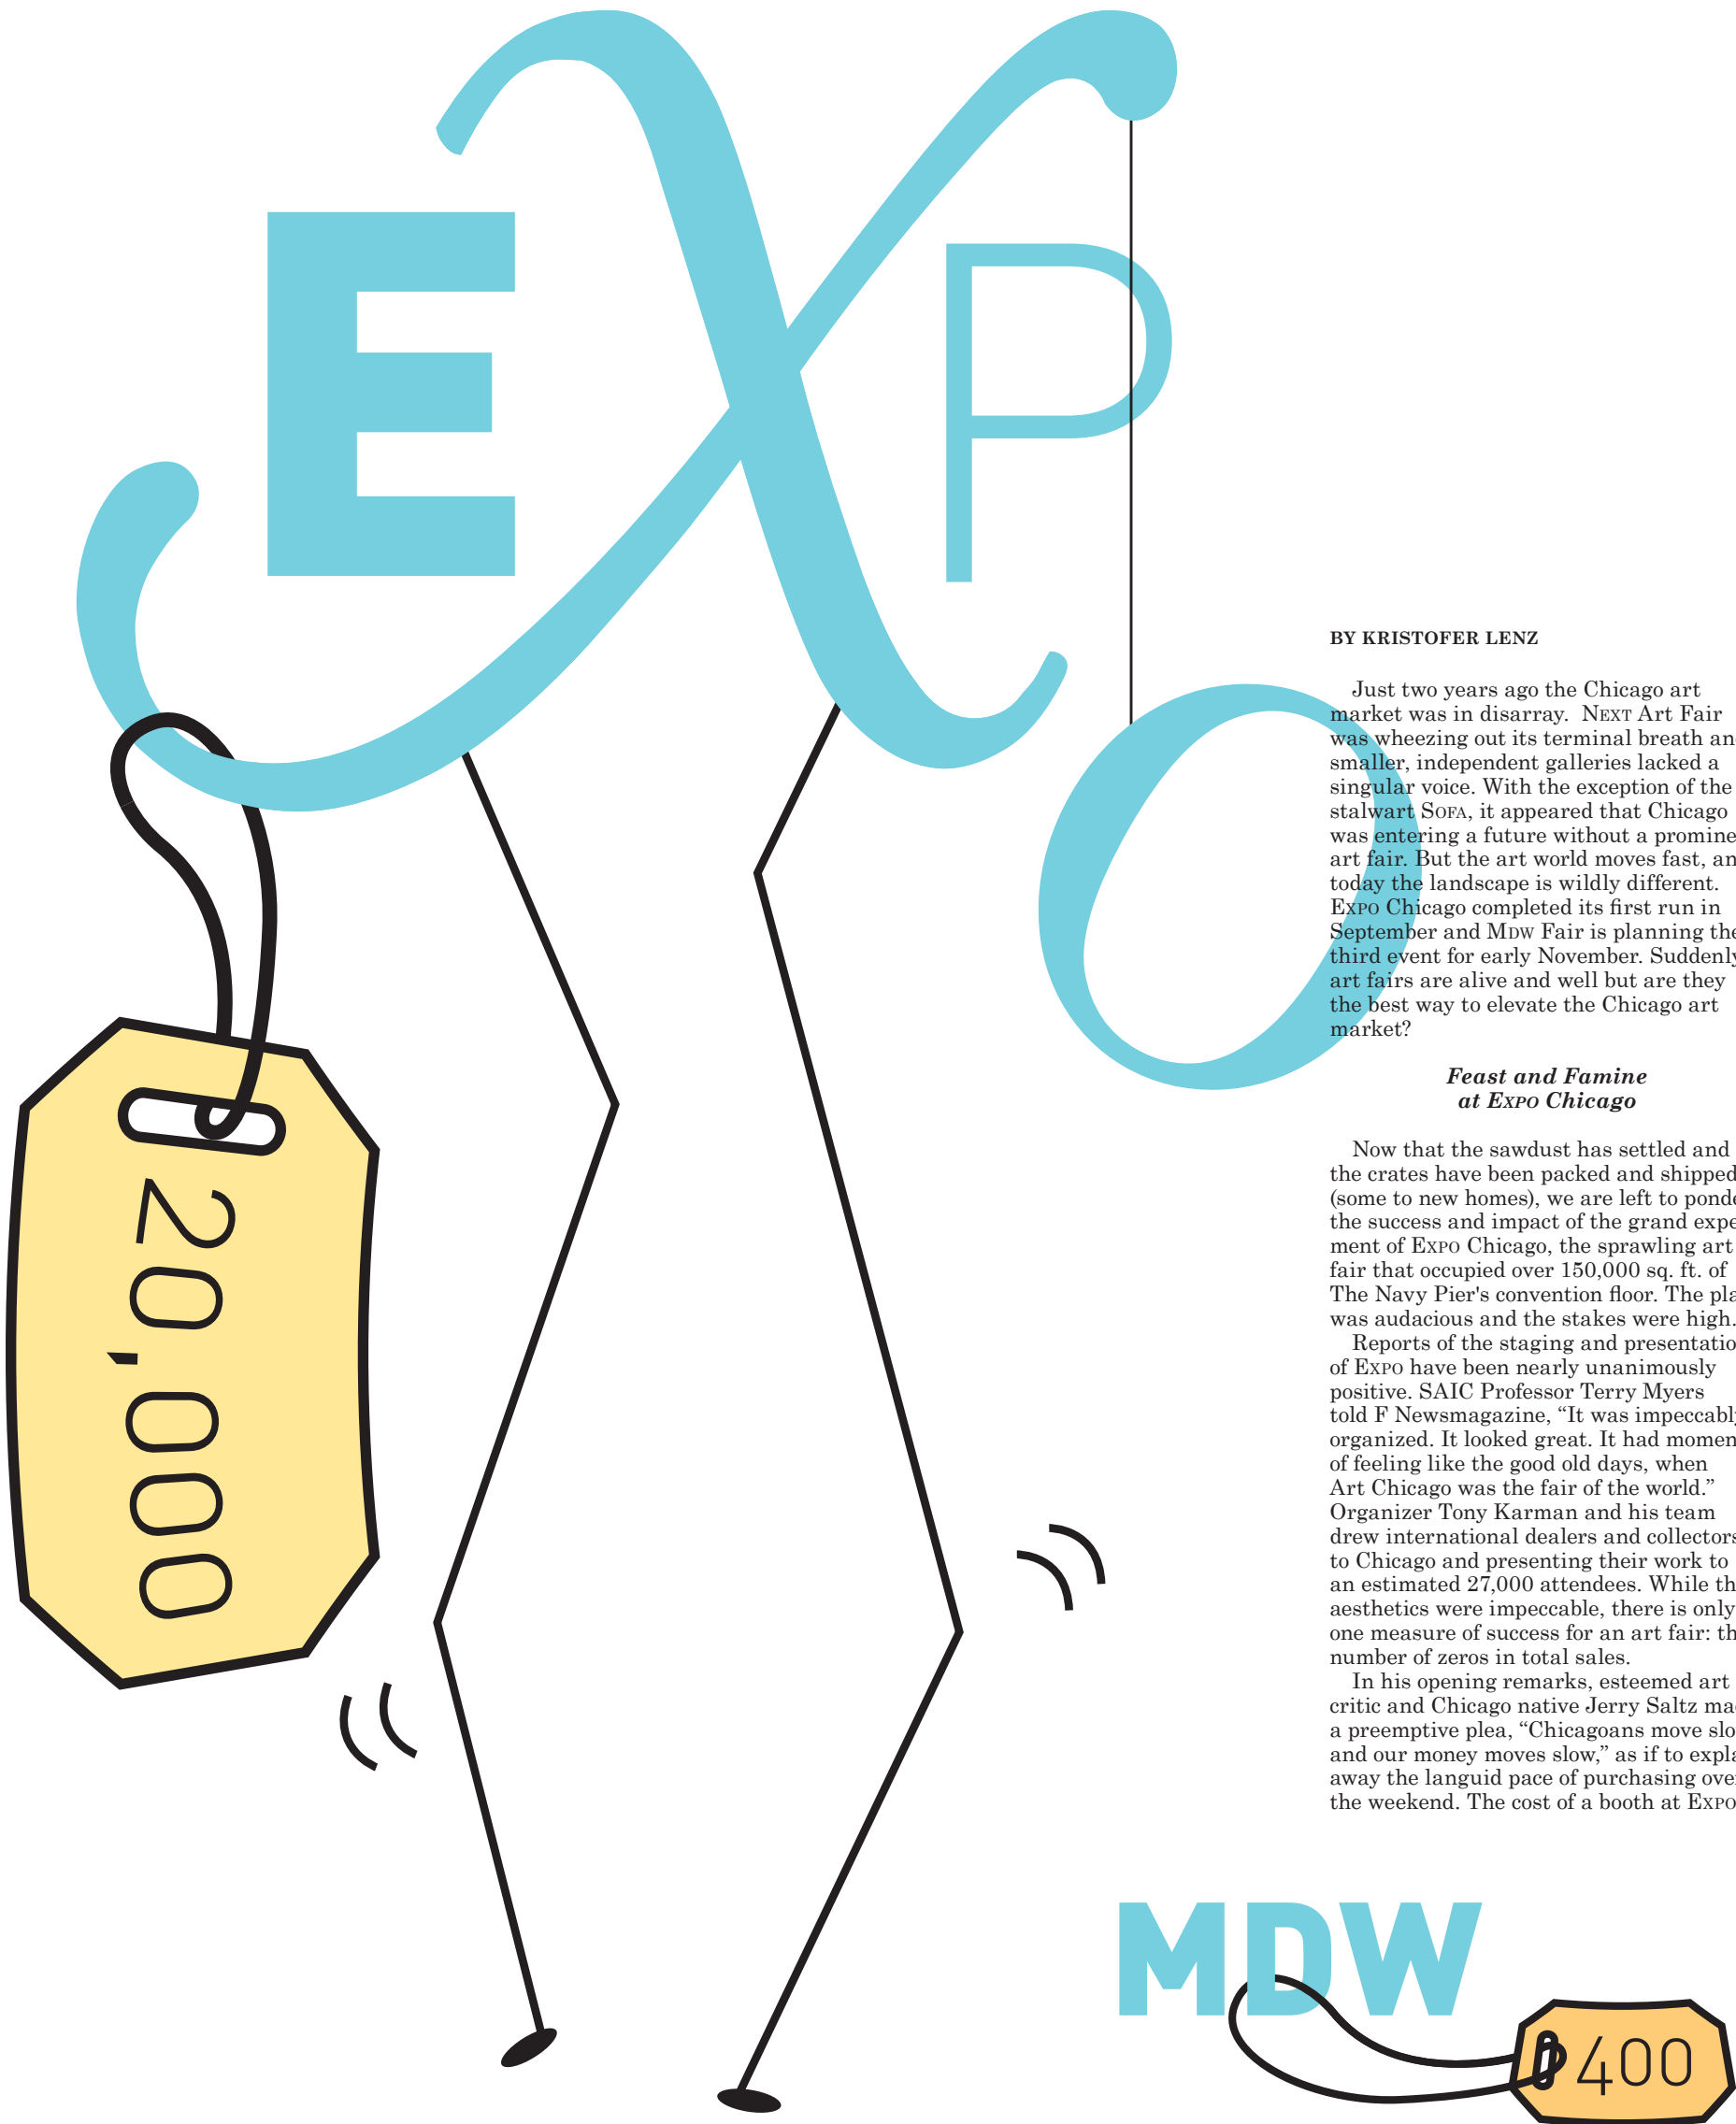 EXPO
20,000
BY KRISTOFER LENZ
Just two years ago the Chicago art
market was in disarray. NEXT Art Fair
was wheezing out its terminal breath
smaller, independent galleries lacked a
singular voice. With the exception of the
stalwart SOFA, it appeared that Chicago
was entering a future without a
art fair. But the art world moves fast,
today the landscape is wildly different.
EXPO Chicago completed its first run in
September and MDW Fair is planning
third event for early November. Suddenly
art fairs are alive and well but are they
the best way to elevate the Chicago art
market?
Feast and Famine
at EXPO Chicago
Now that the sawdust has settled and
the crates have been packed and shipped
(some to new homes), we are left to
the success and impact of the grand
ment of EXPO Chicago, the sprawling art
fair that occupied over 150,000 sq. ft. of
The Navy Pier's convention floor. The
was audacious and the stakes were high.
Reports of the staging and
of EXPO have been nearly unanimously
positive. SAIC Professor Terry Myers
told F Newsmagazine, “It was impeccably
organized. It looked great. It had
of feeling like the good old days, when
Art Chicago was the fair of the world.”
Organizer Tony Karman and his team
drew international dealers and collectors
to Chicago and presenting their work to
an estimated 27,000 attendees. While
aesthetics were impeccable, there is only
one measure of success for an art fair:
number of zeros in total sales.
In his opening remarks, esteemed art
critic and Chicago native Jerry Saltz
a preemptive plea, “Chicagoans move
and our money moves slow,” as if to
away the languid pace of purchasing over
the weekend. The cost of a booth at EXPO
MDW
400